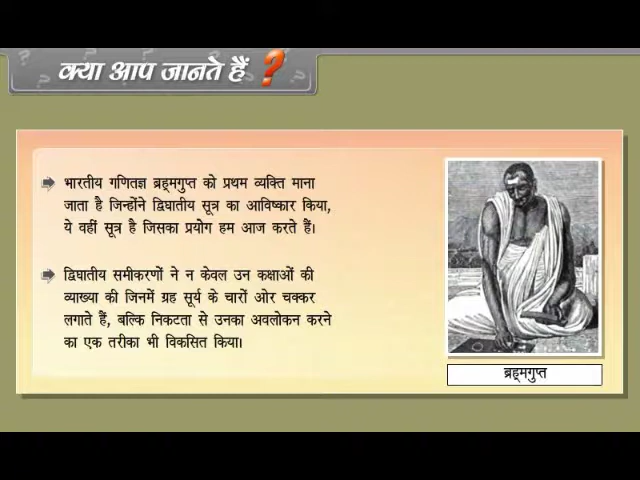 क्या आप जानते हैं ?
भारतीय गणितज्ञ ब्रह्मगुप्त को प्रथम व्यक्ति माना
जाता है जिन्होंने द्विघातीय सूत्र का आविष्कार किया,
ये वहीं सूत्र है जिसका प्रयोग हम आज करते हैं।
द्विघातीय समीकरणों ने न केवल उन कक्षाओं की
व्याख्या की जिनमें ग्रह सूर्य के चारों ओर चक्कर
लगाते हैं, बल्कि निकटता से उनका अवलोकन करने
का एक तरीका भी विकसित किया।
ब्रह्मगुप्त